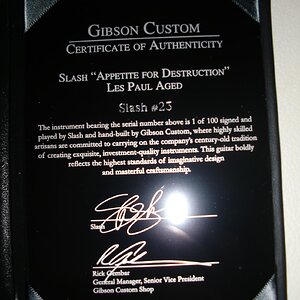 GIBSON CUSTOM
CERTIFICATE OF AUTHENTICITY
SLASH “APPETITE FOR DESTRUCTION”
LES PAUL AGED
Slash #23
The instrument bearing the serial number above is 1 of 100 signed and
played by Slash and hand-built by Gibson Custom, where highly skilled
artisans are committed to carrying on the company's century-old tradition
of creating exquisite, investment-quality instruments. This guitar boldly
reflects the highest standards of imaginative design
and masterful craftsmanship.
Slash
Rick Gembar
General Manager, Senior Vice President
Gibson Custom Shop